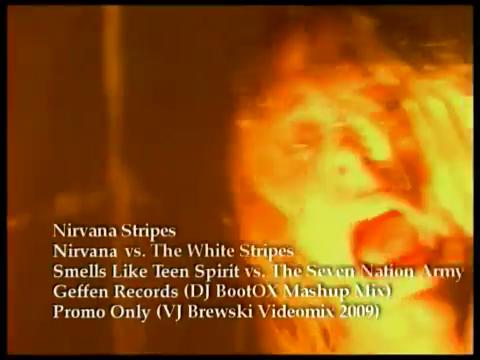 Nirvana Stripes
Nirvana vs. The White Stripes
Smells Like Teen Spirit vs. The Seven Nation Army
Geffen Records (DJ BootOX Mashup Mix)
Promo Only (VJ Brewski Videomix 2009)